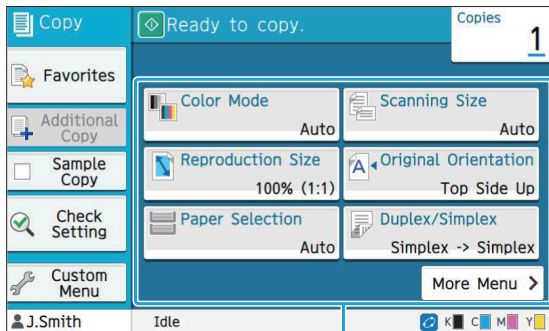 Copy
Ready to copy.
Copies
1
Favorites
Additional
Copy
Sample
Copy
Check
Setting
Custom
Menu
Color Mode
Auto
Scanning Size
Auto
Reproduction Size
100% (1:1)
Original Orientation
Top Side Up
Paper Selection
Auto
Duplex/Simplex
Simplex -> Simplex
More Menu >
J.Smith
Idle
K C M Y